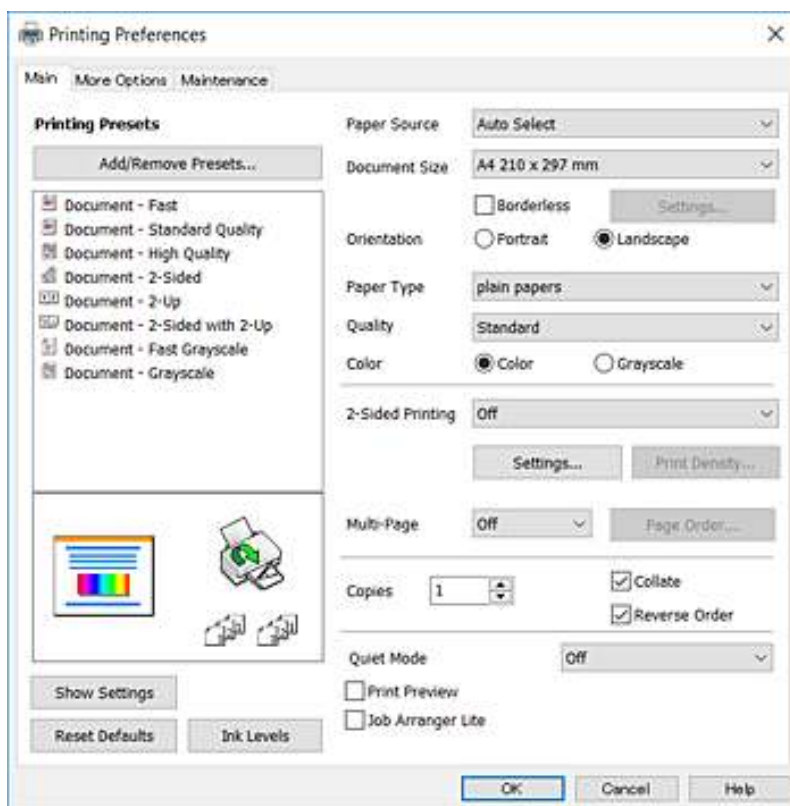 Printing Preferences
Main More Options Maintenance
Printing Presets
Add/Remove Presets...
Document - Fast
Document - Standard Quality
Document - High Quality
Document - 2-Sided
Document - 2-Up
Document - 2-Sided with 2-Up
Document - Fast Grayscale
Document - Grayscale
Show Settings
Reset Defaults Ink Levels
Paper Source Auto Select
Document Size A4 210 x 297 mm
Borderless Settings...
Orientation Portrait Landscape
Paper Type plain papers
Quality Standard
Color Color Grayscale
2-Sided Printing Off
Settings... Print Density...
Multi-Page Off Page Order...
Copies 1 Collate
Reverse Order
Quiet Mode Off
Print Preview
Job Arranger Lite
OK Cancel Help